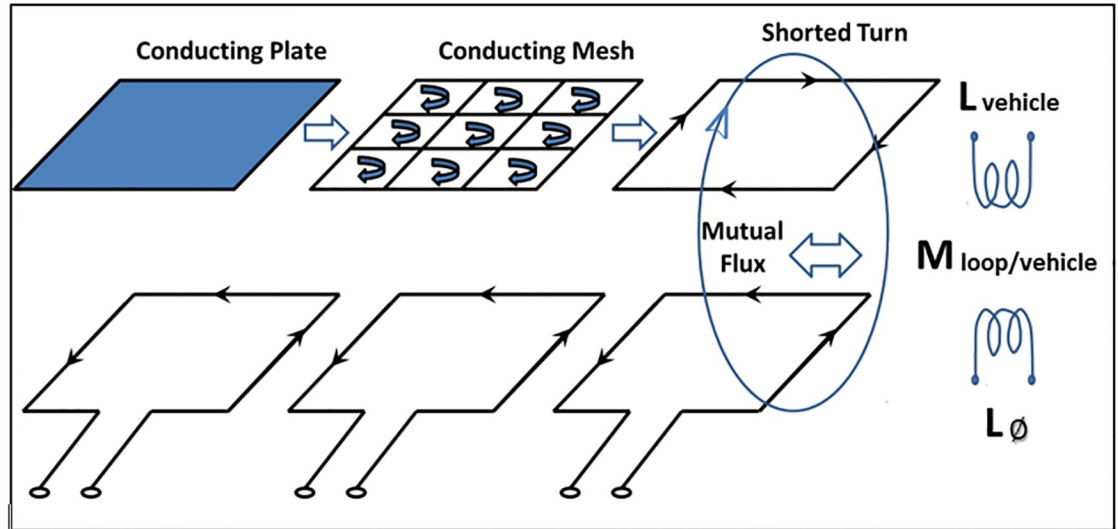 Conducting Plate
Conducting Mesh
Shorted Turn
L vehicle
Mutual
Flux
M loop/vehicle
L Ø